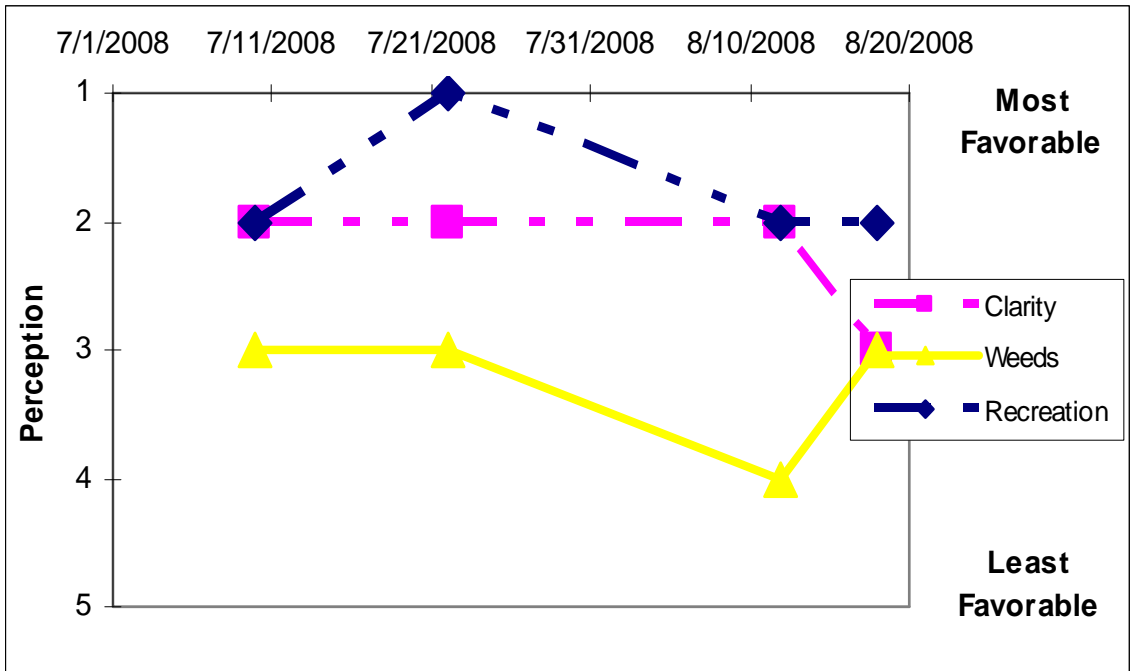 7/1/2008 7/11/2008 7/21/2008 7/31/2008 8/10/2008 8/20/2008
1
2
3
4
5
Perception
Most
Favorable
Clarity
Weeds
Recreation
Least
Favorable